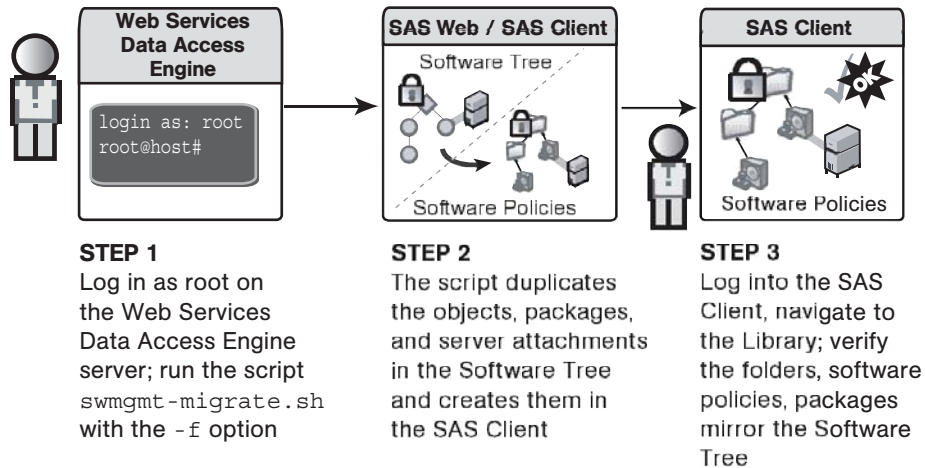 Web Services
Data Access
Engine
login as: root
root@host#
SAS Web / SAS Client
Software Tree
Software Policies
SAS Client
OK
Software Policies
STEP 1
Log in as root on
the Web Services
Data Access Engine
server; run the script
swmgmt-migrate.sh
with the -f option
STEP 2
The script duplicates
the objects, packages,
and server attachments
in the Software Tree
and creates them in
the SAS Client
STEP 3
Log into the SAS
Client, navigate to
the Library; verify
the folders, software
policies, packages
mirror the Software
Tree